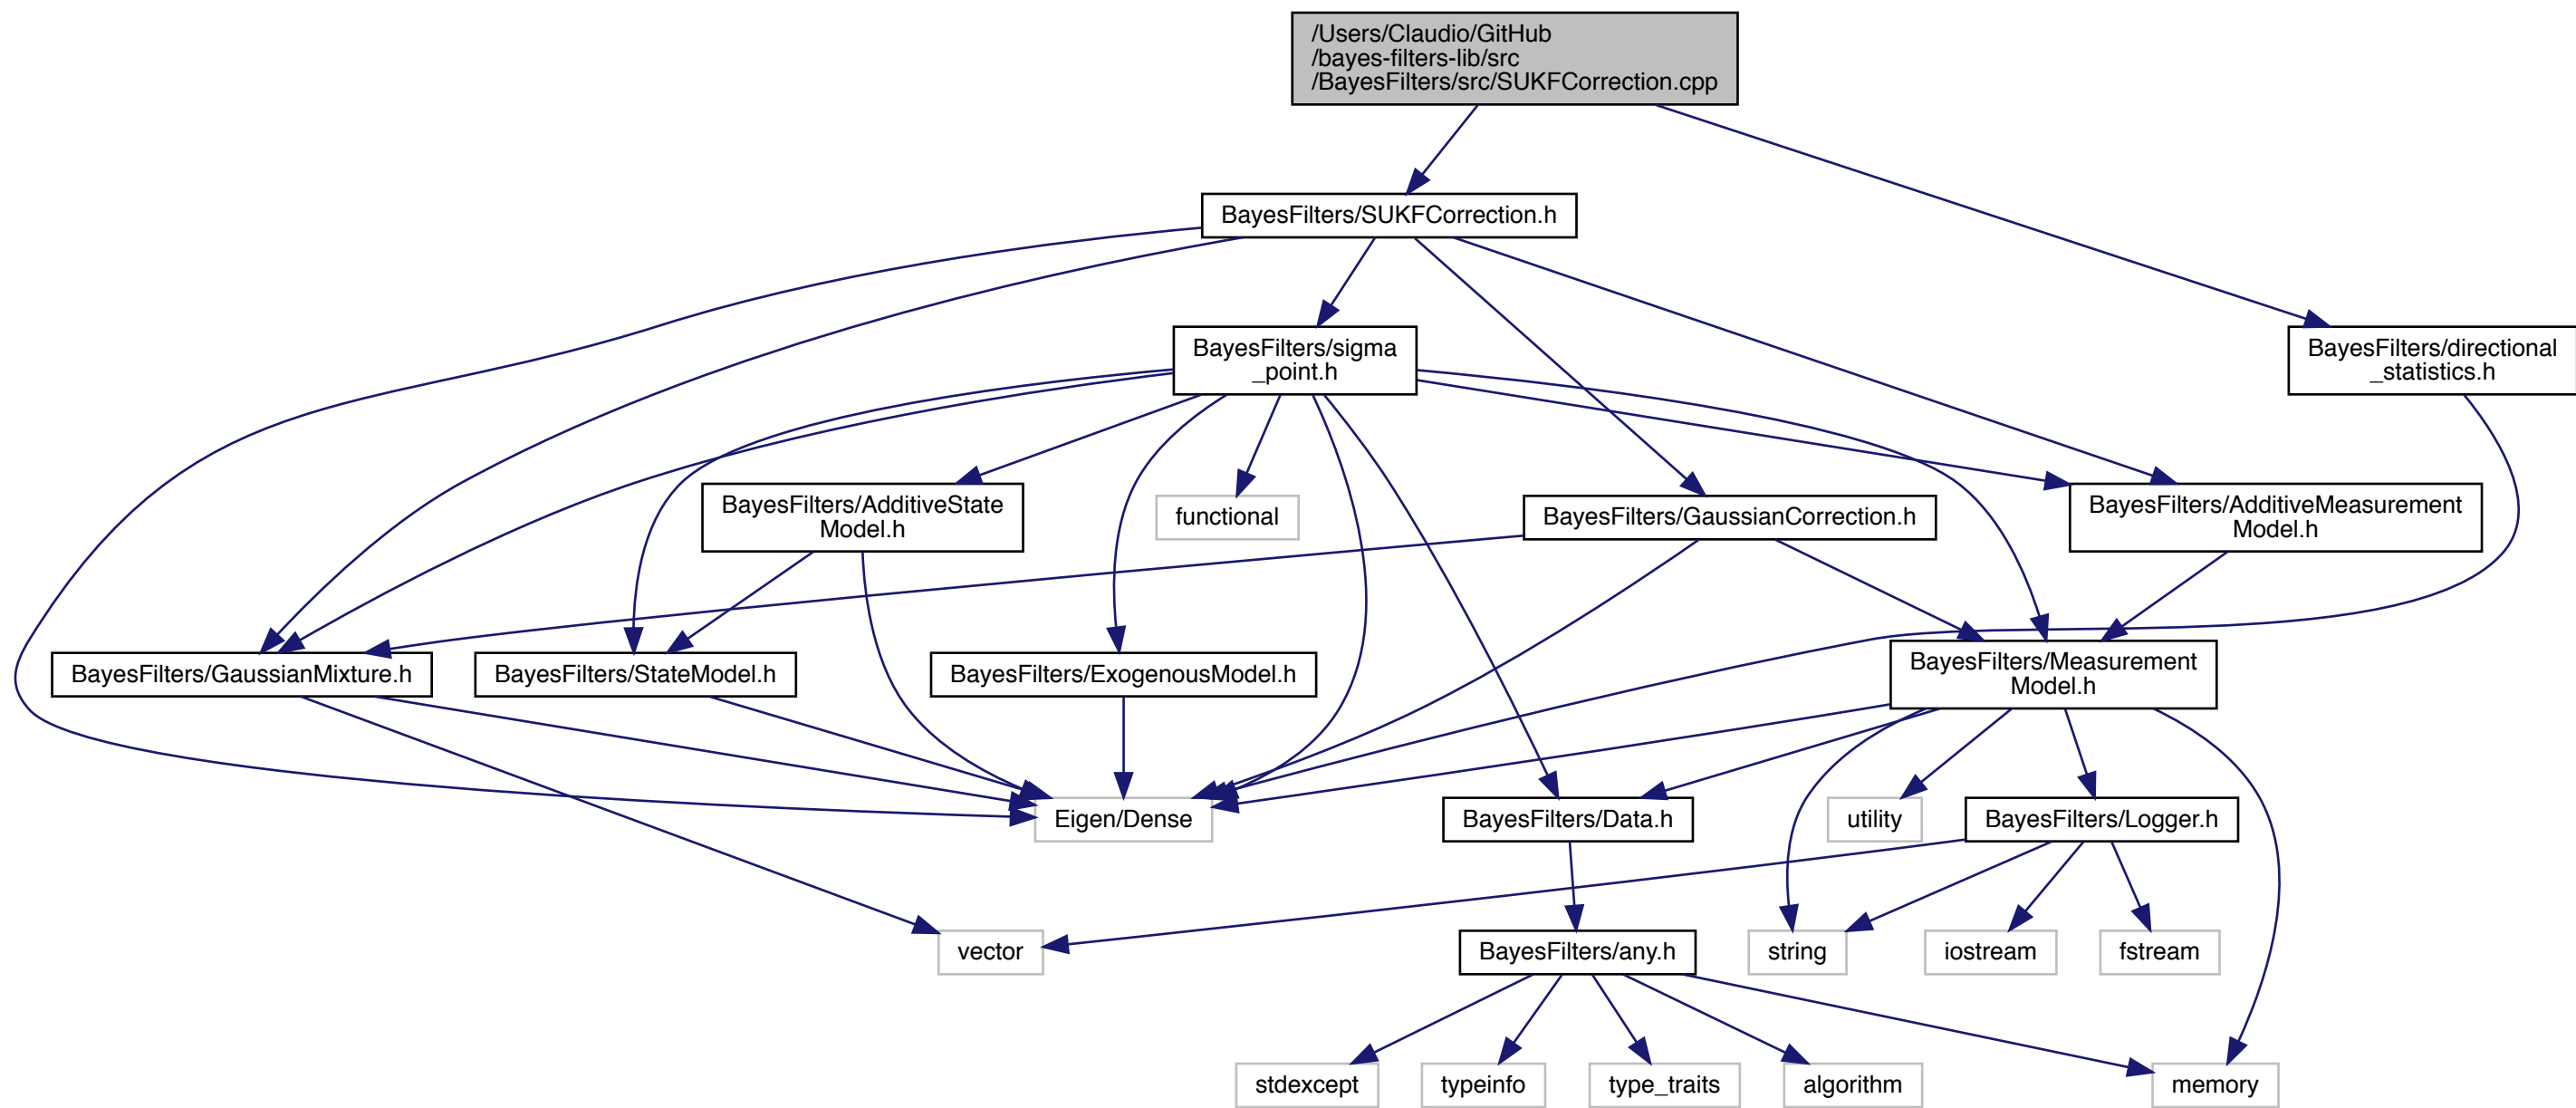 /Users/Claudio/GitHub
/bayes-filters-lib/src
/BayesFilters/src/SUKFCorrection.cpp
BayesFilters/SUKFCorrection.h
BayesFilters/sigma
_point.h
BayesFilters/directional
_statistics.h
BayesFilters/AdditiveState
Model.h
functional
BayesFilters/GaussianCorrection.h
BayesFilters/AdditiveMeasurement
Model.h
BayesFilters/GaussianMixture.h
BayesFilters/StateModel.h
BayesFilters/ExogenousModel.h
BayesFilters/Measurement
Model.h
Eigen/Dense
BayesFilters/Data.h
utility
BayesFilters/Logger.h
vector
BayesFilters/any.h
string
iostream
fstream
stdexcept
typeinfo
type_traits
algorithm
memory